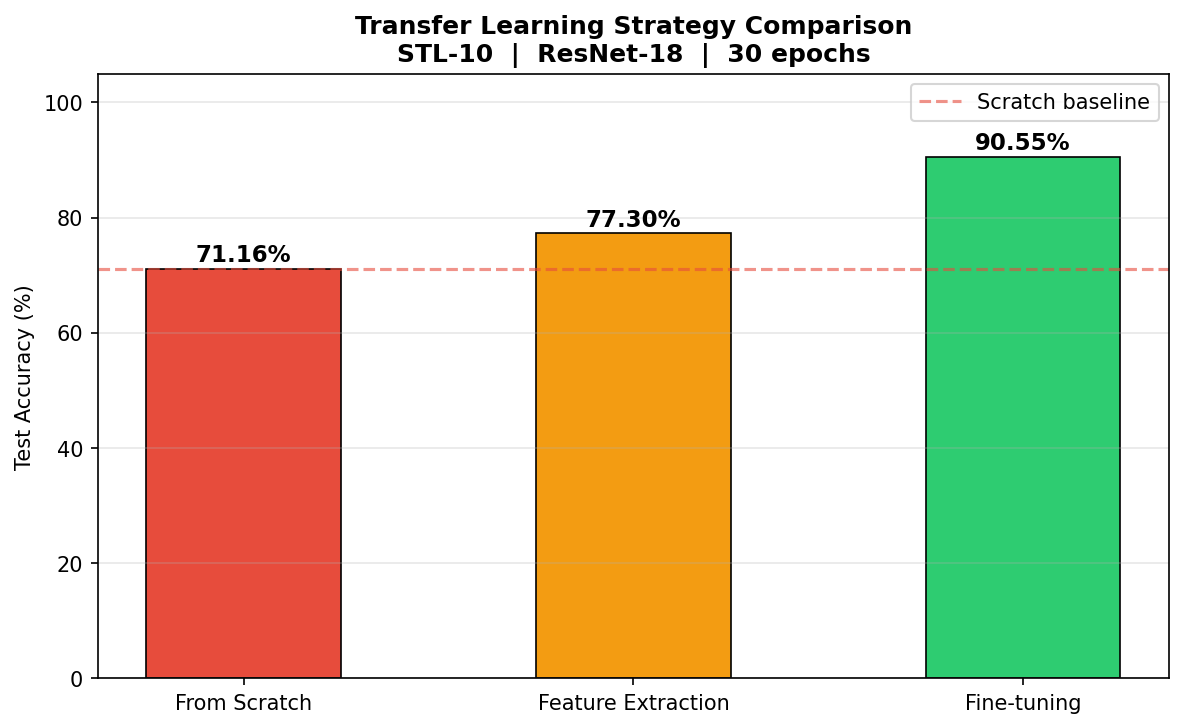 Transfer Learning Strategy Comparison
STL-10 | ResNet-18 | 30 epochs
Scratch baseline
Test Accuracy (%)
100
80
60
40
20
0
71.16%
77.30%
90.55%
From Scratch
Feature Extraction
Fine-tuning